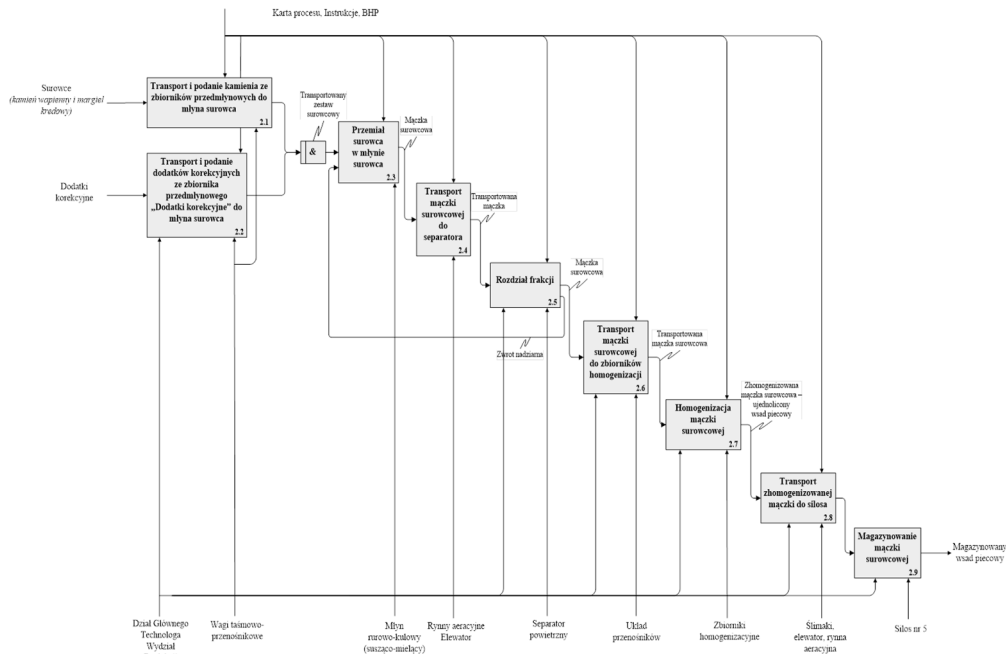 Karta procesu, Instrukcje, BHP
Surowce
(kamień wapienny i margiel
kredowy)
Transport i podanie kamienia ze
zbiorników przedmłynowych do
młyna surowca
2.1
Transportowany
zestaw
surowcowy
&
Przemiał
surowca
w młynie
surowca
2.3
Mączka
surowcowa
Dodatki
korekcyjne
Transport i podanie
dodatków korekcyjnych
ze zbiornika
przedmłynowego
„Dodatki korekcyjne” do
młyna surowca
2.2
Transport
mączki
surowcowej
do
separatora
2.4
Transportowana
mączka
Rozdział frakcji
2.5
Mączka
surowcowa
Zwrot nadziarna
Transport
mączki
surowcowej
do zbiorników
homogenizacji
2.6
Transportowana
mączka surowcowa
Homogenizacja
mączki
surowcowej
2.7
Zhomogenizowana
mączka surowcowa –
ujednolicony
wsad piecowy
Transport
zhomogenizowanej
mączki do silosa
2.8
Magazynowanie
mączki
surowcowej
2.9
Magazynowany
wsad piecowy
Dział Głównego
Technologa
Wydział
Wagi taśmowo-
przenośnikowe
Młyn
rurowo-kulowy
(susząco-mielący)
Rynny aeracyjne
Elewator
Separator
powietrzny
Układ
przenośników
Zbiorniki
homogenizacyjne
Ślimaki,
elewator, rynna
aeracyjna
Silos nr 5